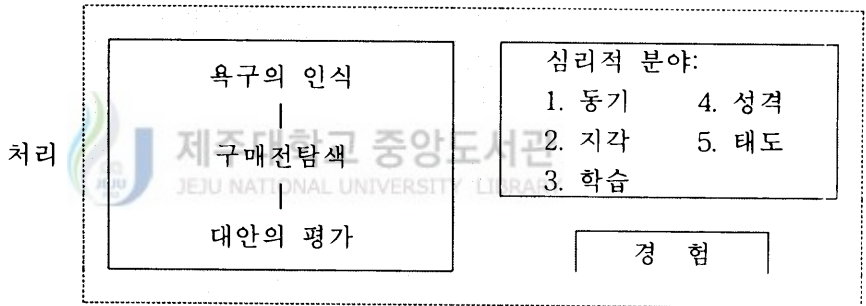 처리
욕구의 인식
구매전탐색
대안의 평가
심리적 분야:
1. 동기 4. 성격
2. 지각 5. 태도
3. 학습
경 험
제주대학교 중앙도서관
JEJU NATIONAL UNIVERSITY LIBRARY
JEJU